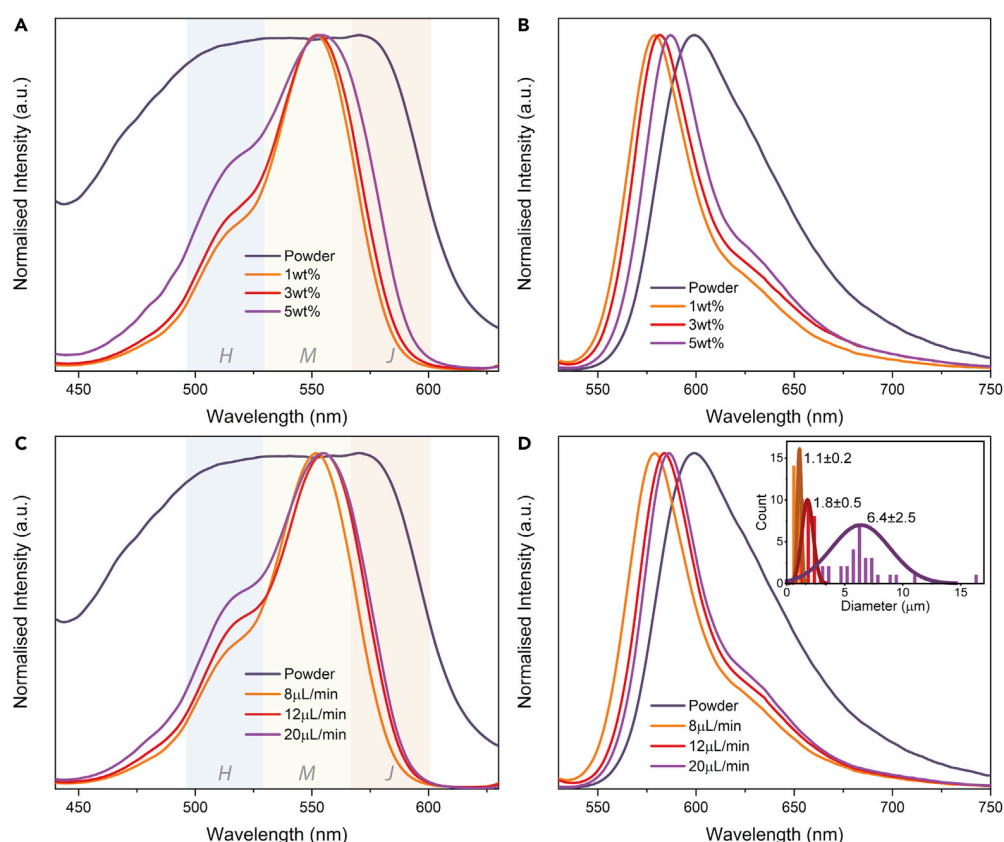 A
Normalised Intensity (a.u.)
Powder
1wt%
3wt%
5wt%
H M J
450 500 550 600
Wavelength (nm)
B
Normalised Intensity (a.u.)
Powder
1wt%
3wt%
5wt%
550 600 650 700 750
Wavelength (nm)
C
Normalised Intensity (a.u.)
Powder
8μL/min
12μL/min
20μL/min
H M J
450 500 550 600
Wavelength (nm)
D
Normalised Intensity (a.u.)
15
10
5
0
Count
1.1±0.2
1.8±0.5
6.4±2.5
0 5 10 15
Diameter (μm)
Powder
8μL/min
12μL/min
20μL/min
550 600 650 700 750
Wavelength (nm)